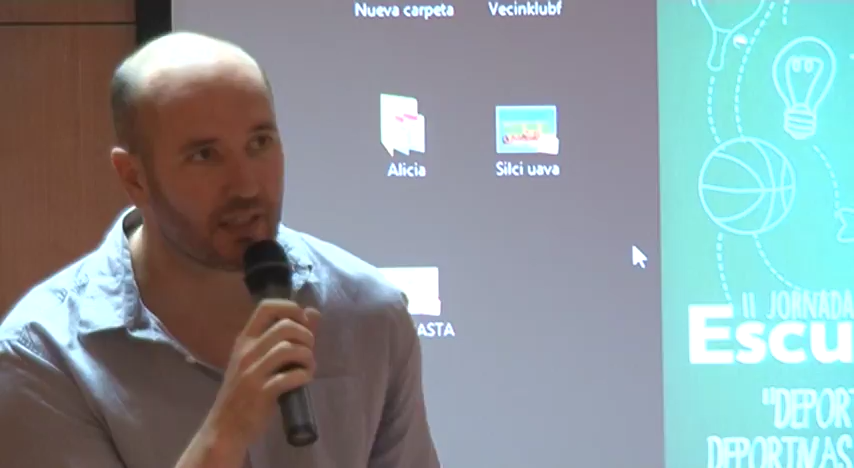 Nueva carpeta
Vecinklubf
Alicia
Silci uava
ASTA
II JORNADA
Escu
"DEPOR
DEPORTIVAS